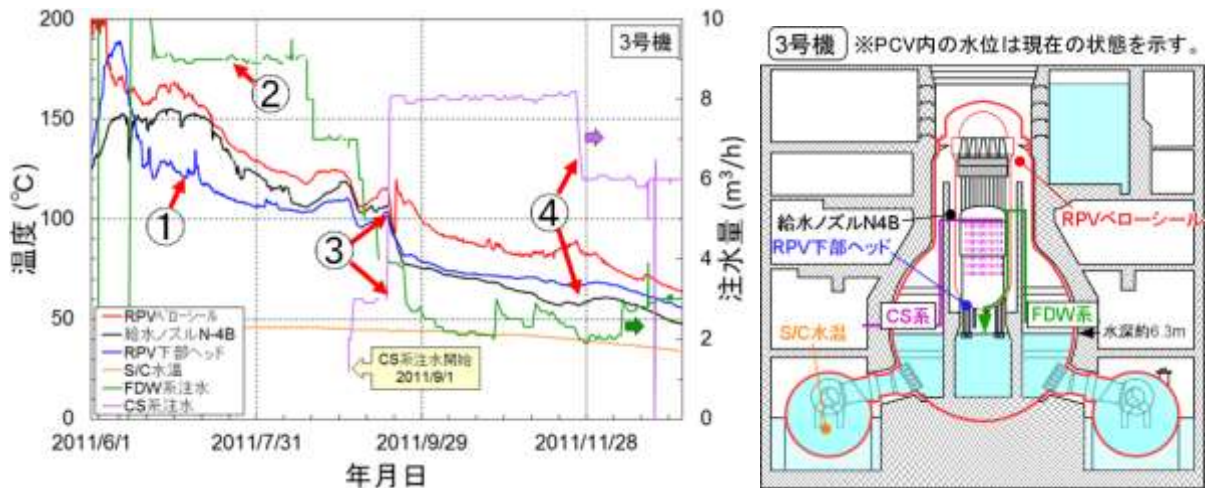 200
150
100
50
0
温度(℃)
10
8
6
4
2
0
注水量(m³/h)
3号機
①
②
③
④
RPVベローシール
給水ノズルN-4B
RPV下部ヘッド
S/C水温
FDW系注水
CS系注水
CS系注水開始
2011/9/1
2011/6/1
2011/7/31
2011/9/29
2011/11/28
年月日
3号機 ※PCV内の水位は現在の状態を示す。
給水ノズルN4B
RPVベローシール
RPV下部ヘッド
CS系
FDW系
S/C水温
水深約6.3m